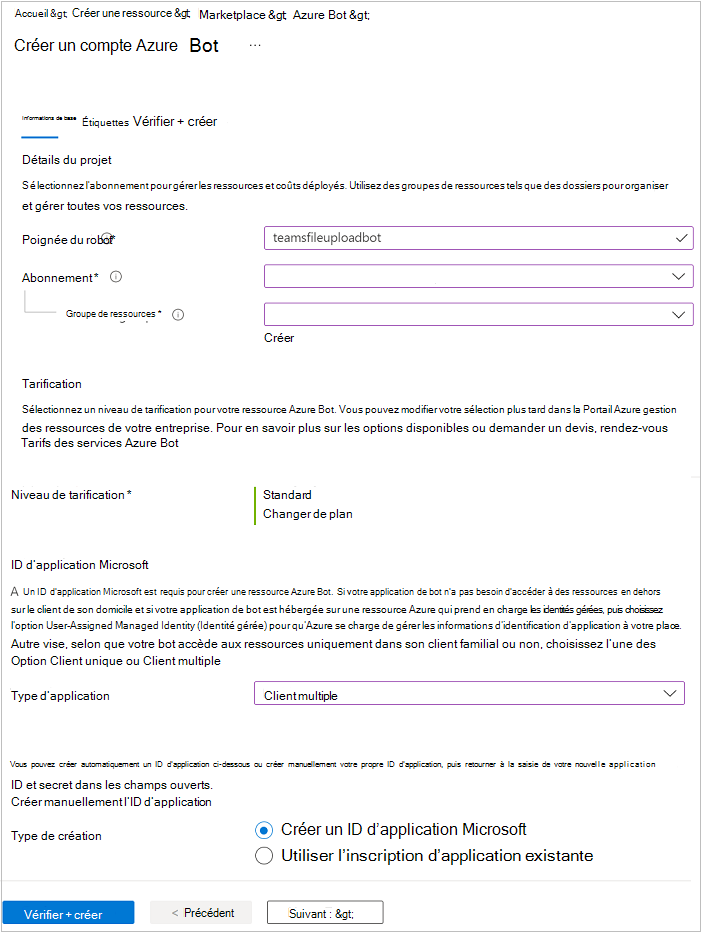 Accueil &gt; Créer une ressource &gt; Marketplace &gt; Azure Bot &gt;
Créer un compte Azure Bot ...
Informations de base Étiquettes Vérifier + créer
Détails du projet
Sélectionnez l'abonnement pour gérer les ressources et coûts déployés. Utilisez des groupes de ressources tels que des dossiers pour organiser
et gérer toutes vos ressources.
Poignée du robot* teamsfileuploadbot
Abonnement*
Groupe de ressources *
Créer
Tarification
Sélectionnez un niveau de tarification pour votre ressource Azure Bot. Vous pouvez modifier votre sélection plus tard dans la Portail Azure gestion
des ressources de votre entreprise. Pour en savoir plus sur les options disponibles ou demander un devis, rendez-vous
Tarifs des services Azure Bot
Niveau de tarification * Standard
Changer de plan
ID d'application Microsoft
A Un ID d'application Microsoft est requis pour créer une ressource Azure Bot. Si votre application de bot n'a pas besoin d'accéder à des ressources en dehors
sur le client de son domicile et si votre application de bot est hébergée sur une ressource Azure qui prend en charge les identités gérées, puis choisissez
l'option User-Assigned Managed Identity (Identité gérée) pour qu'Azure se charge de gérer les informations d'identification d'application à votre place.
Autre vise, selon que votre bot accède aux ressources uniquement dans son client familial ou non, choisissez l'une des
Option Client unique ou Client multiple
Type d'application Client multiple
Vous pouvez créer automatiquement un ID d'application ci-dessous ou créer manuellement votre propre ID d'application, puis retourner à la saisie de votre nouvelle application
ID et secret dans les champs ouverts.
Créer manuellement l'ID d'application
Type de création Créer un ID d'application Microsoft
Utiliser l'inscription d'application existante
Vérifier + créer < Précédent Suivant : &gt;